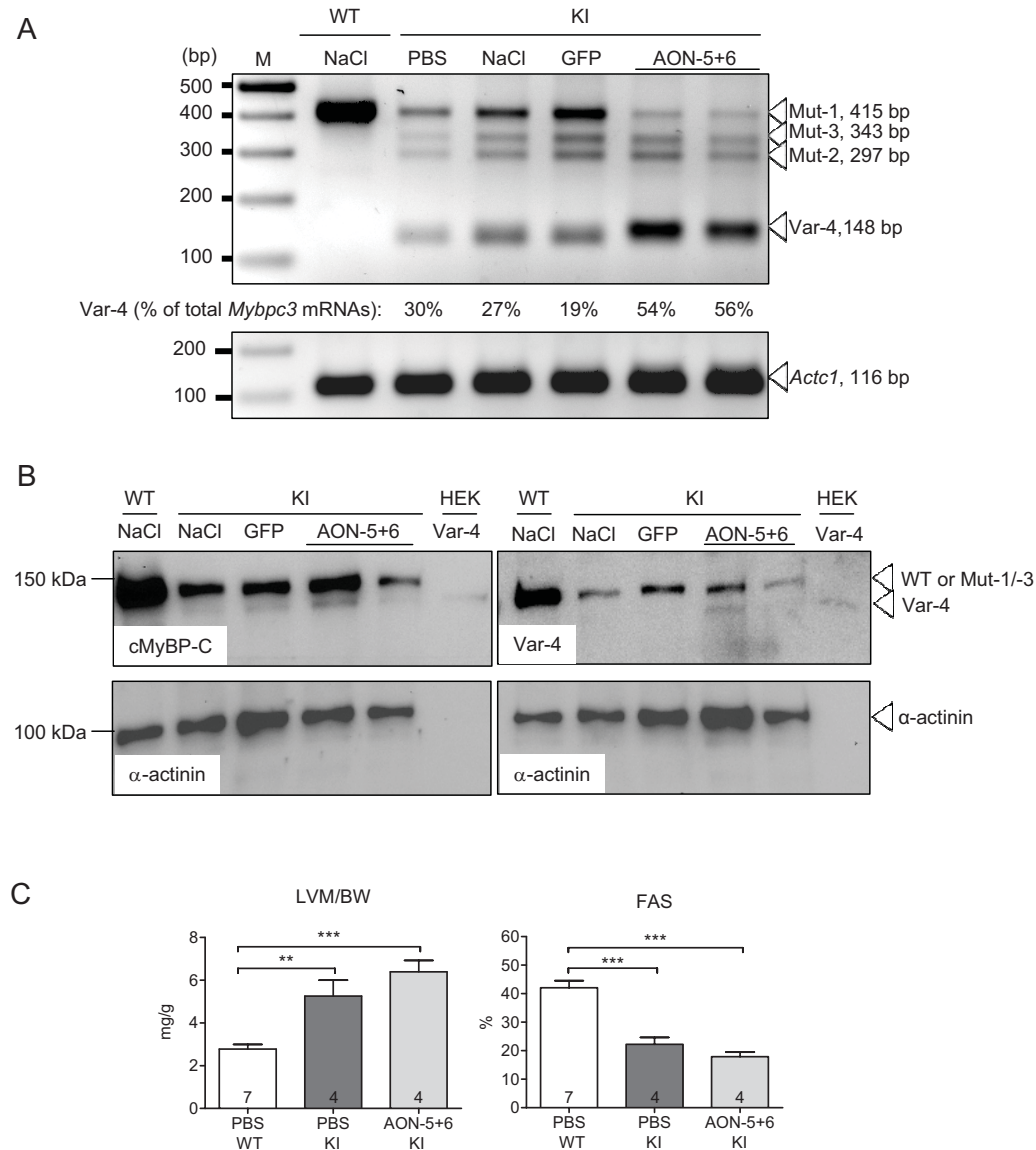 A
WT KI
(bp) M NaCl PBS NaCl GFP AON-5+6
500
400
300
200
100
Mut-1, 415 bp
Mut-3, 343 bp
Mut-2, 297 bp
Var-4,148 bp
Var-4 (% of total Mybpc3 mRNAs): 30% 27% 19% 54% 56%
200
100
Actc1, 116 bp
B
WT KI HEK
NaCl NaCl GFP AON-5+6 Var-4
150 kDa
cMyBP-C
100 kDa
α-actinin
WT KI HEK
NaCl NaCl GFP AON-5+6 Var-4
WT or Mut-1/-3
Var-4
Var-4
α-actinin
α-actinin
C
LVM/BW
***
**
8
6
4
2
0
mg/g
7 4 4
PBS PBS AON-5+6
WT KI KI
FAS
***
***
60
50
40
30
20
10
0
%
7 4 4
PBS PBS AON-5+6
WT KI KI